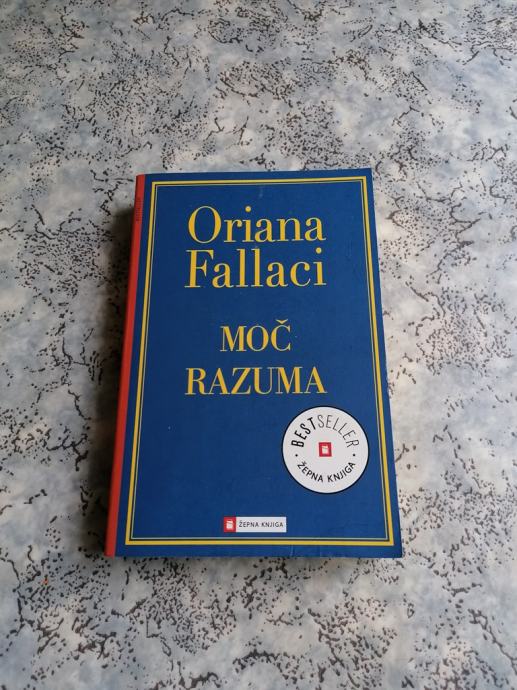 Oriana
Fallaci
MOČ
RAZUMA
· BESTSELLER ·
ŽEPNA KNJIGA
ŽEPNA KNJIGA